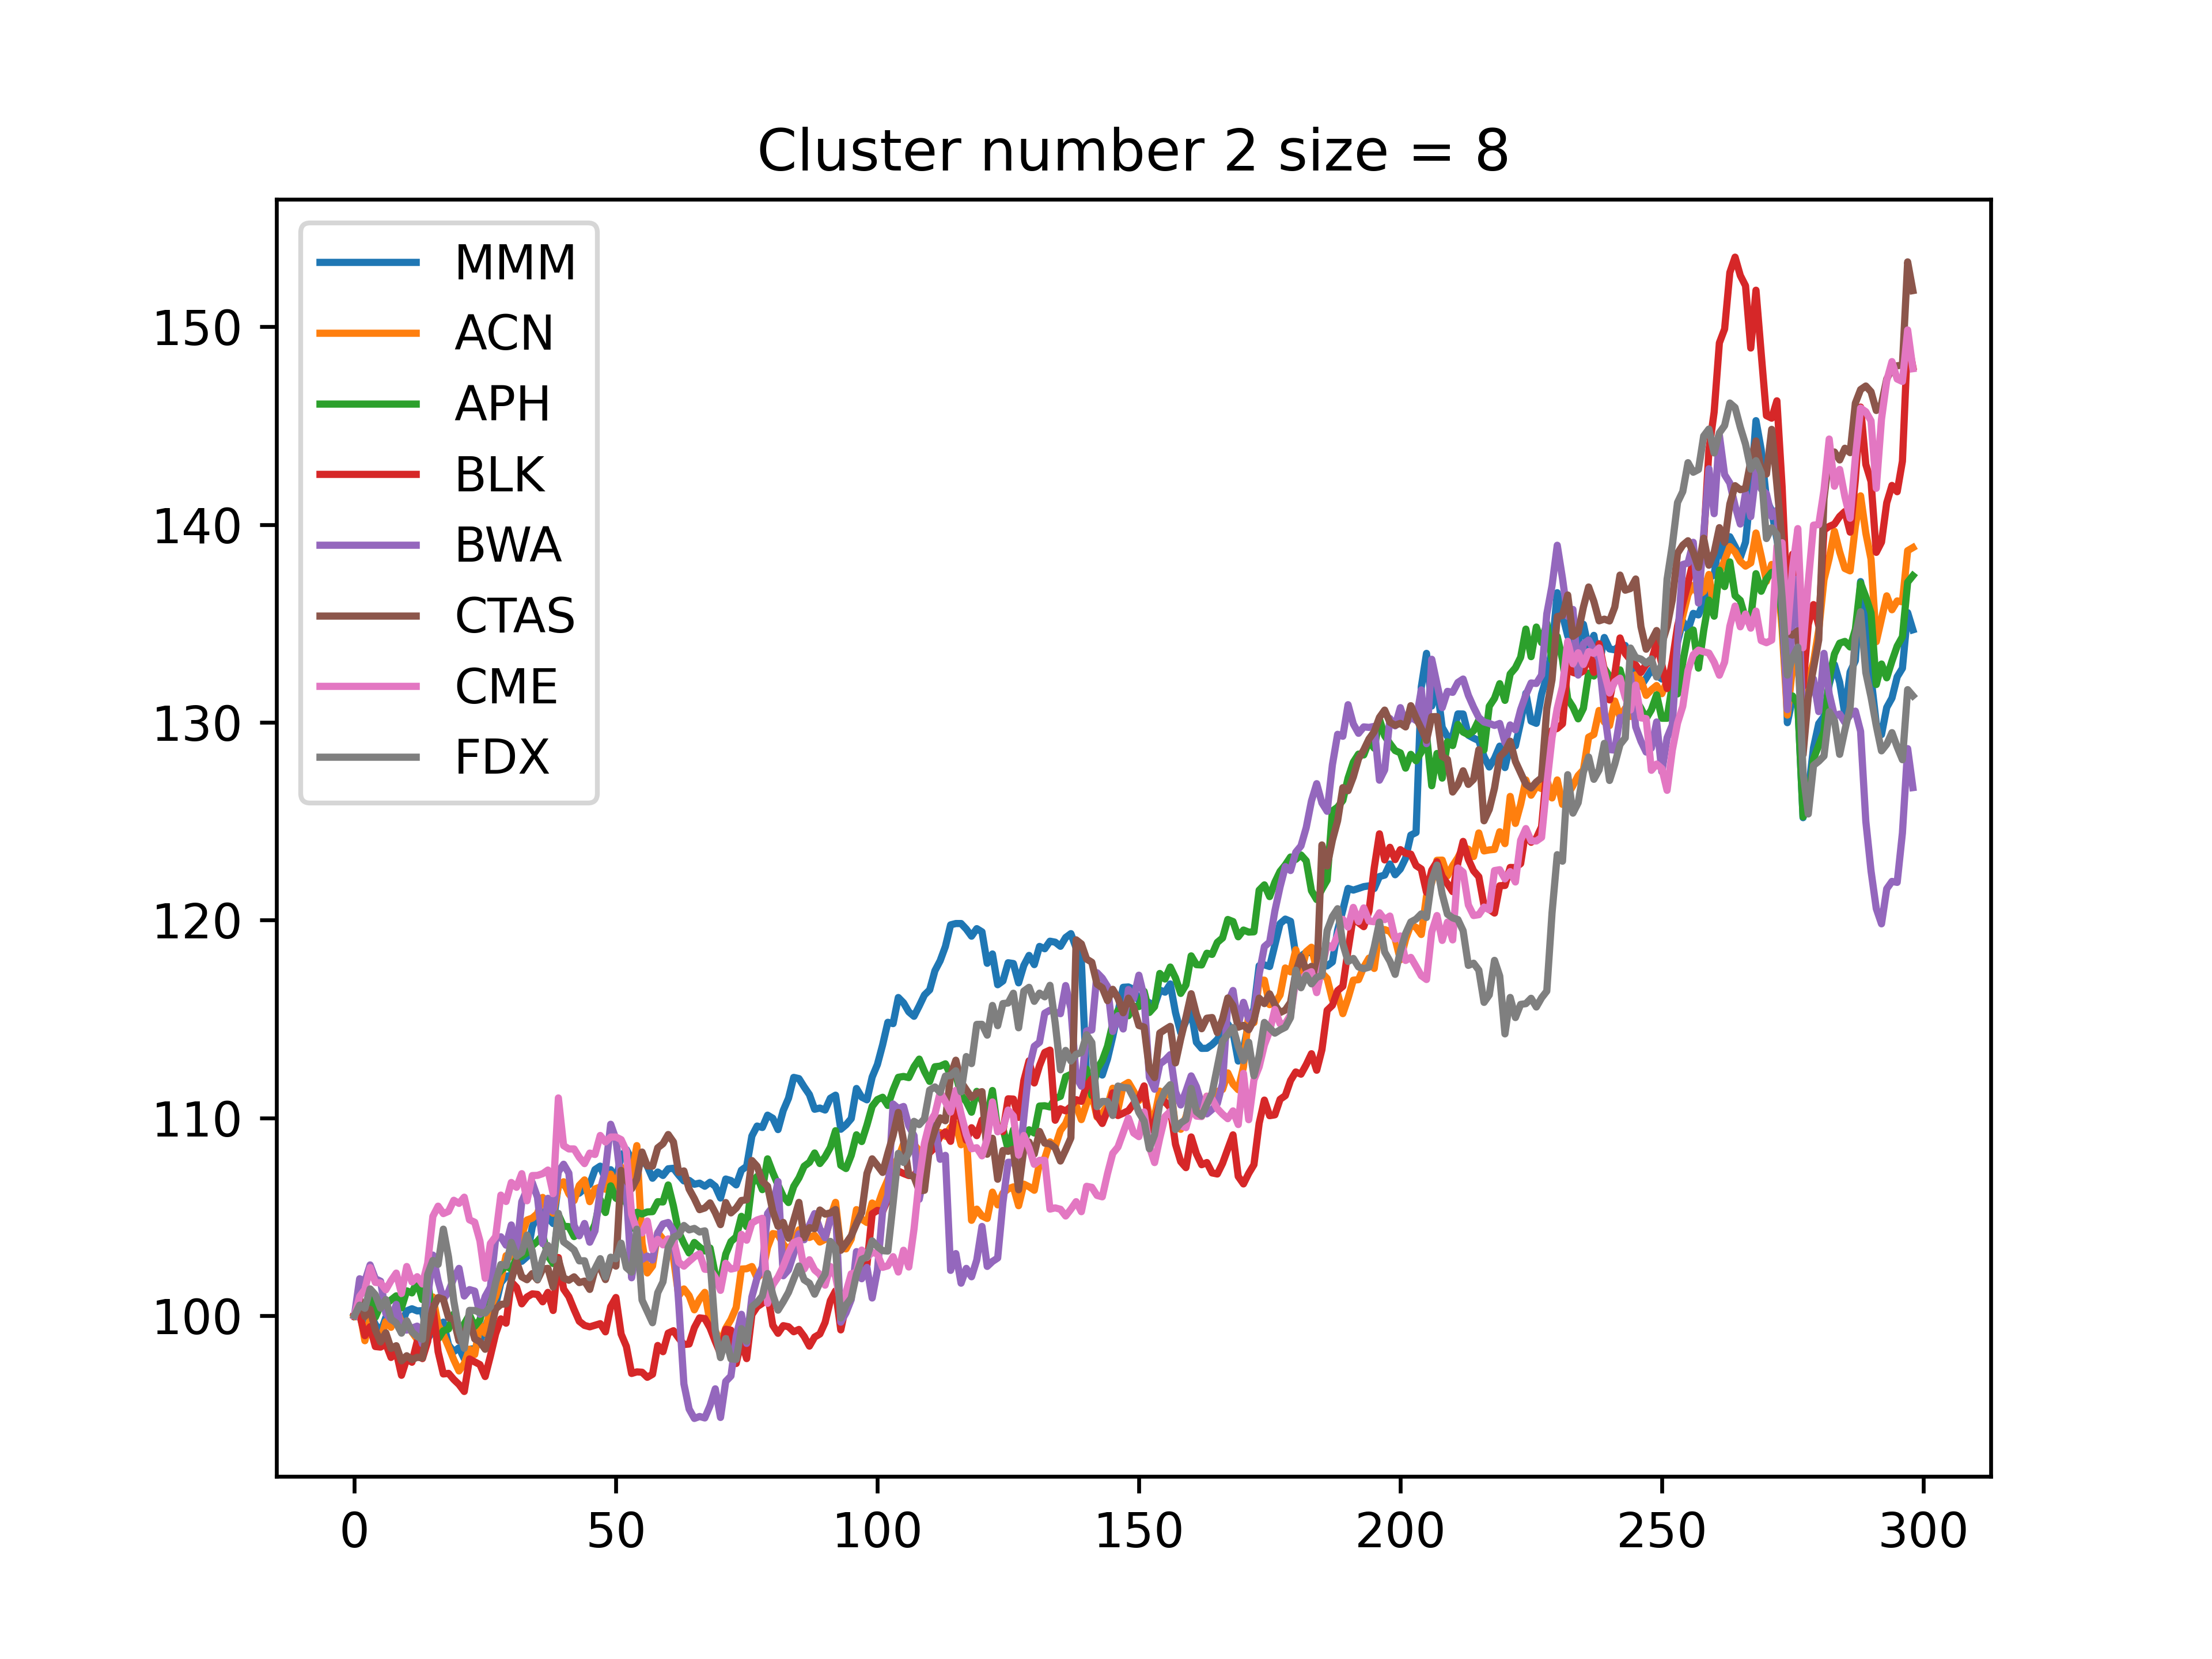 Cluster number 2 size = 8
MMM
ACN
APH
BLK
BWA
CTAS
CME
FDX
150
140
130
120
110
100
0 50 100 150 200 250 300